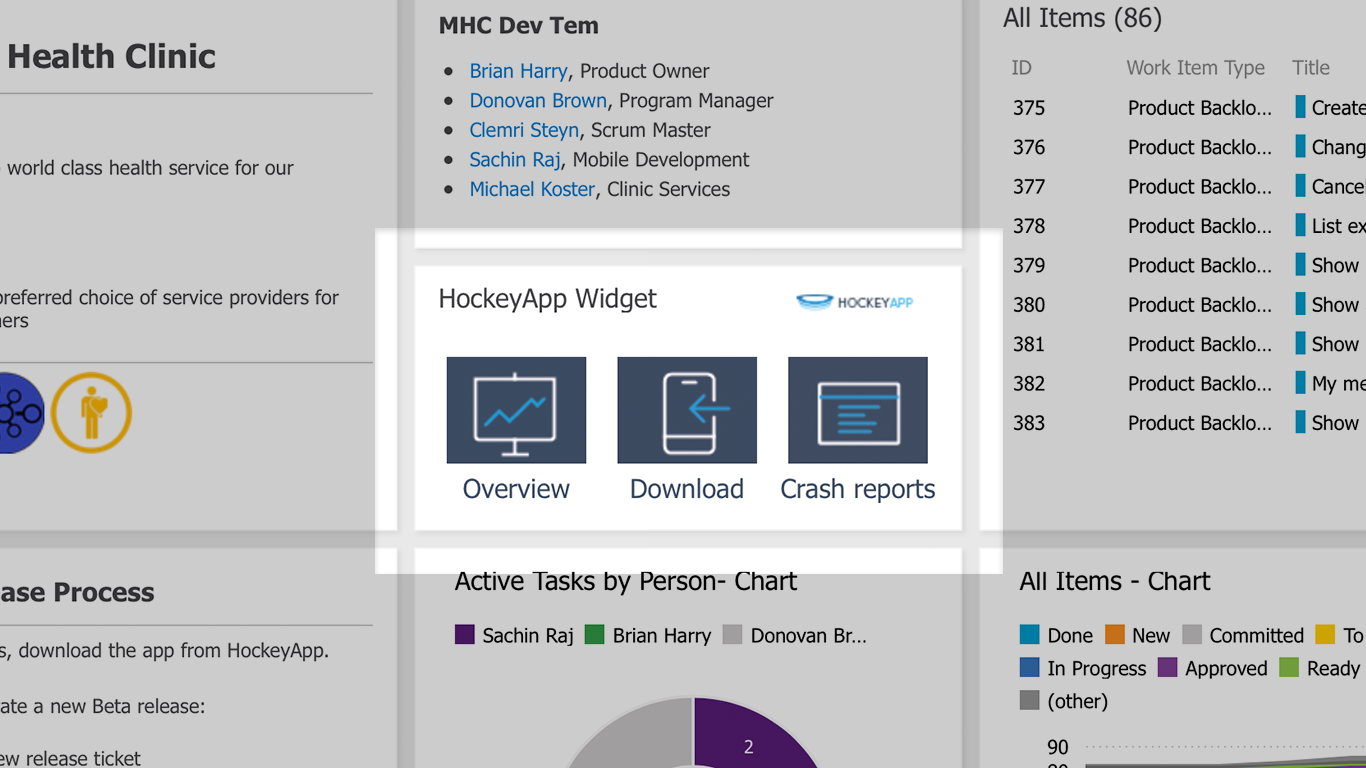 Health Clinic
world class health service for our
preferred choice of service providers for
ners
ase Process
s, download the app from HockeyApp.
ate a new Beta release:
ew release ticket
MHC Dev Tem
Brian Harry, Product Owner
Donovan Brown, Program Manager
Clemri Steyn, Scrum Master
Sachin Raj, Mobile Development
Michael Koster, Clinic Services
HockeyApp Widget
HOCKEYAPP
Overview Download Crash reports
Active Tasks by Person- Chart
Sachin Raj Brian Harry Donovan Br...
2
All Items (86)
ID Work Item Type Title
375 Product Backlo... Create
376 Product Backlo... Chang
377 Product Backlo... Cancel
378 Product Backlo... List ex
379 Product Backlo... Show
380 Product Backlo... Show
381 Product Backlo... Show
382 Product Backlo... My me
383 Product Backlo... Show
All Items - Chart
Done New Committed To
In Progress Approved Ready
(other)
90